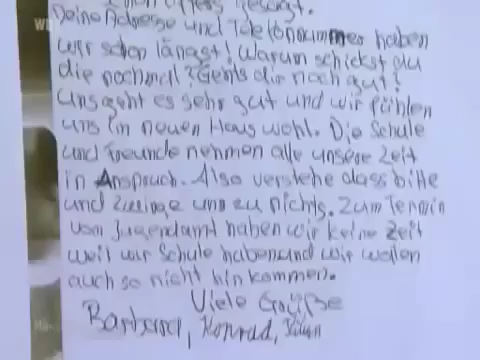 WD
Deine Adresse und Telefonnummer haben
wir schon längst! Warum schickst du
die nochmal? Gehts dir noch gut?
Uns geht es sehr gut und wir fühlen
uns im neuen Haus wohl. Die Schule
und Freunde nehmen alle unsere Zeit
in Anspruch. Also verstehe dass bitte
und zwinge uns zu nichts. Zum Termin
vom Jugendamt haben wir keine Zeit
weil wir Schule haben und wir wollen
auch so nicht hinkommen.
Viele Grüße
Barbara, Konrad,